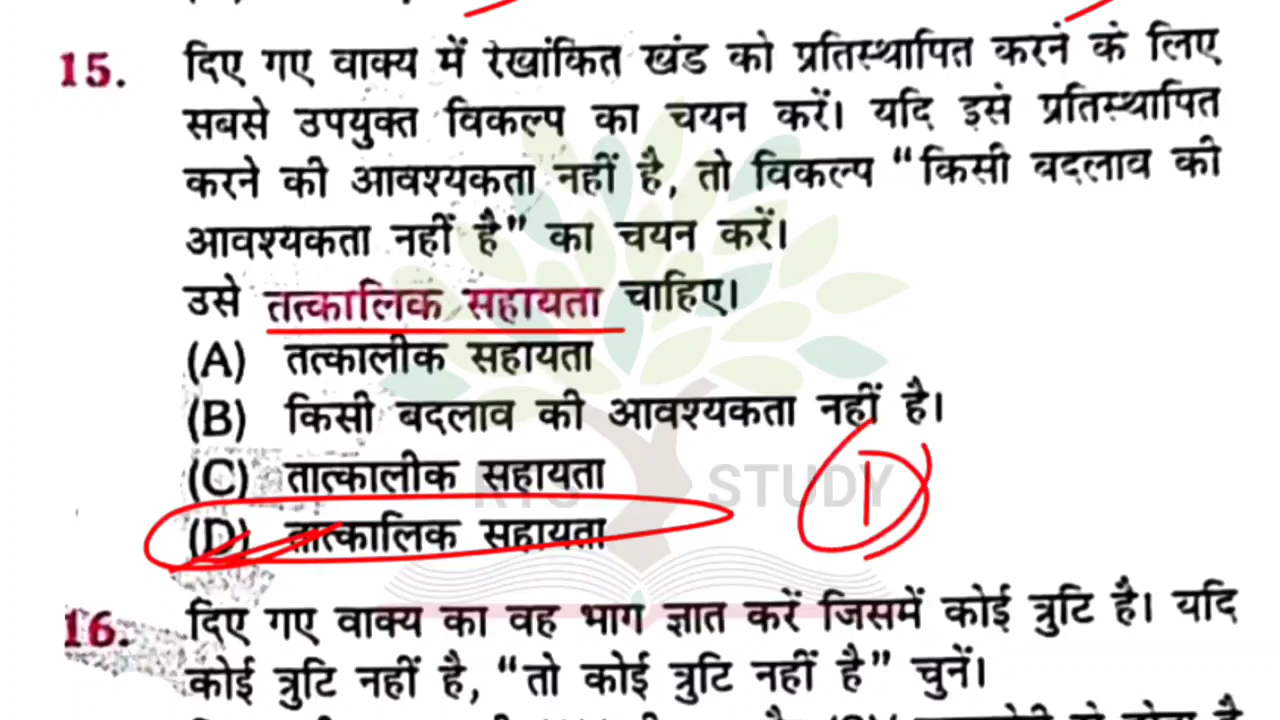 15. दिए गए वाक्य में रेखांकित खंड को प्रतिस्थापित करने के लिए
सबसे उपयुक्त विकल्प का चयन करें। यदि इसे प्रतिस्थापित
करने की आवश्यकता नहीं है, तो विकल्प “किसी बदलाव की
आवश्यकता नहीं है” का चयन करें।
उसे तत्कालिक सहायता चाहिए।
(A) तत्कालीक सहायता
(B) किसी बदलाव की आवश्यकता नहीं है।
(C) तात्कालीक सहायता
(D) तात्कालिक सहायता
D
STUDY
16. दिए गए वाक्य का वह भाग ज्ञात करें जिसमें कोई त्रुटि है। यदि
कोई त्रुटि नहीं है, “तो कोई त्रुटि नहीं है” चुनें।